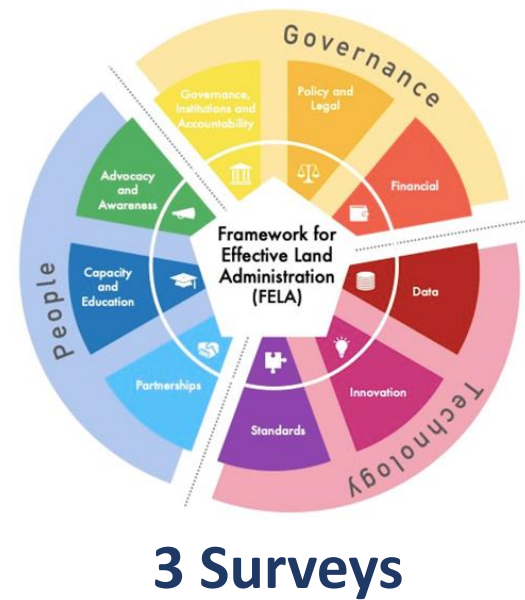 Governance
Governance,
Institutions and
Accountability
Policy and
Legal
Financial
Advocacy
and
Awareness
Framework for
Effective Land
Administration
(FELA)
People
Capacity
and Education
Data
Partnerships
Innovation
Standards
Technology
3 Surveys